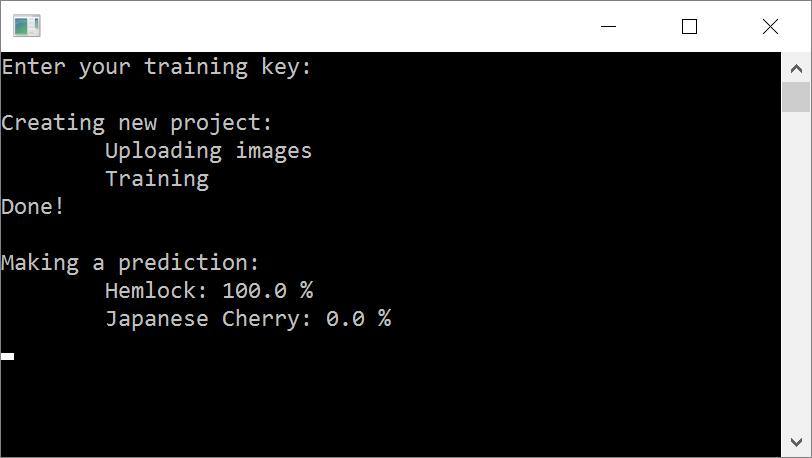 Enter your training key:
Creating new project:
Uploading images
Training
Done!
Making a prediction:
Hemlock: 100.0 %
Japanese Cherry: 0.0 %